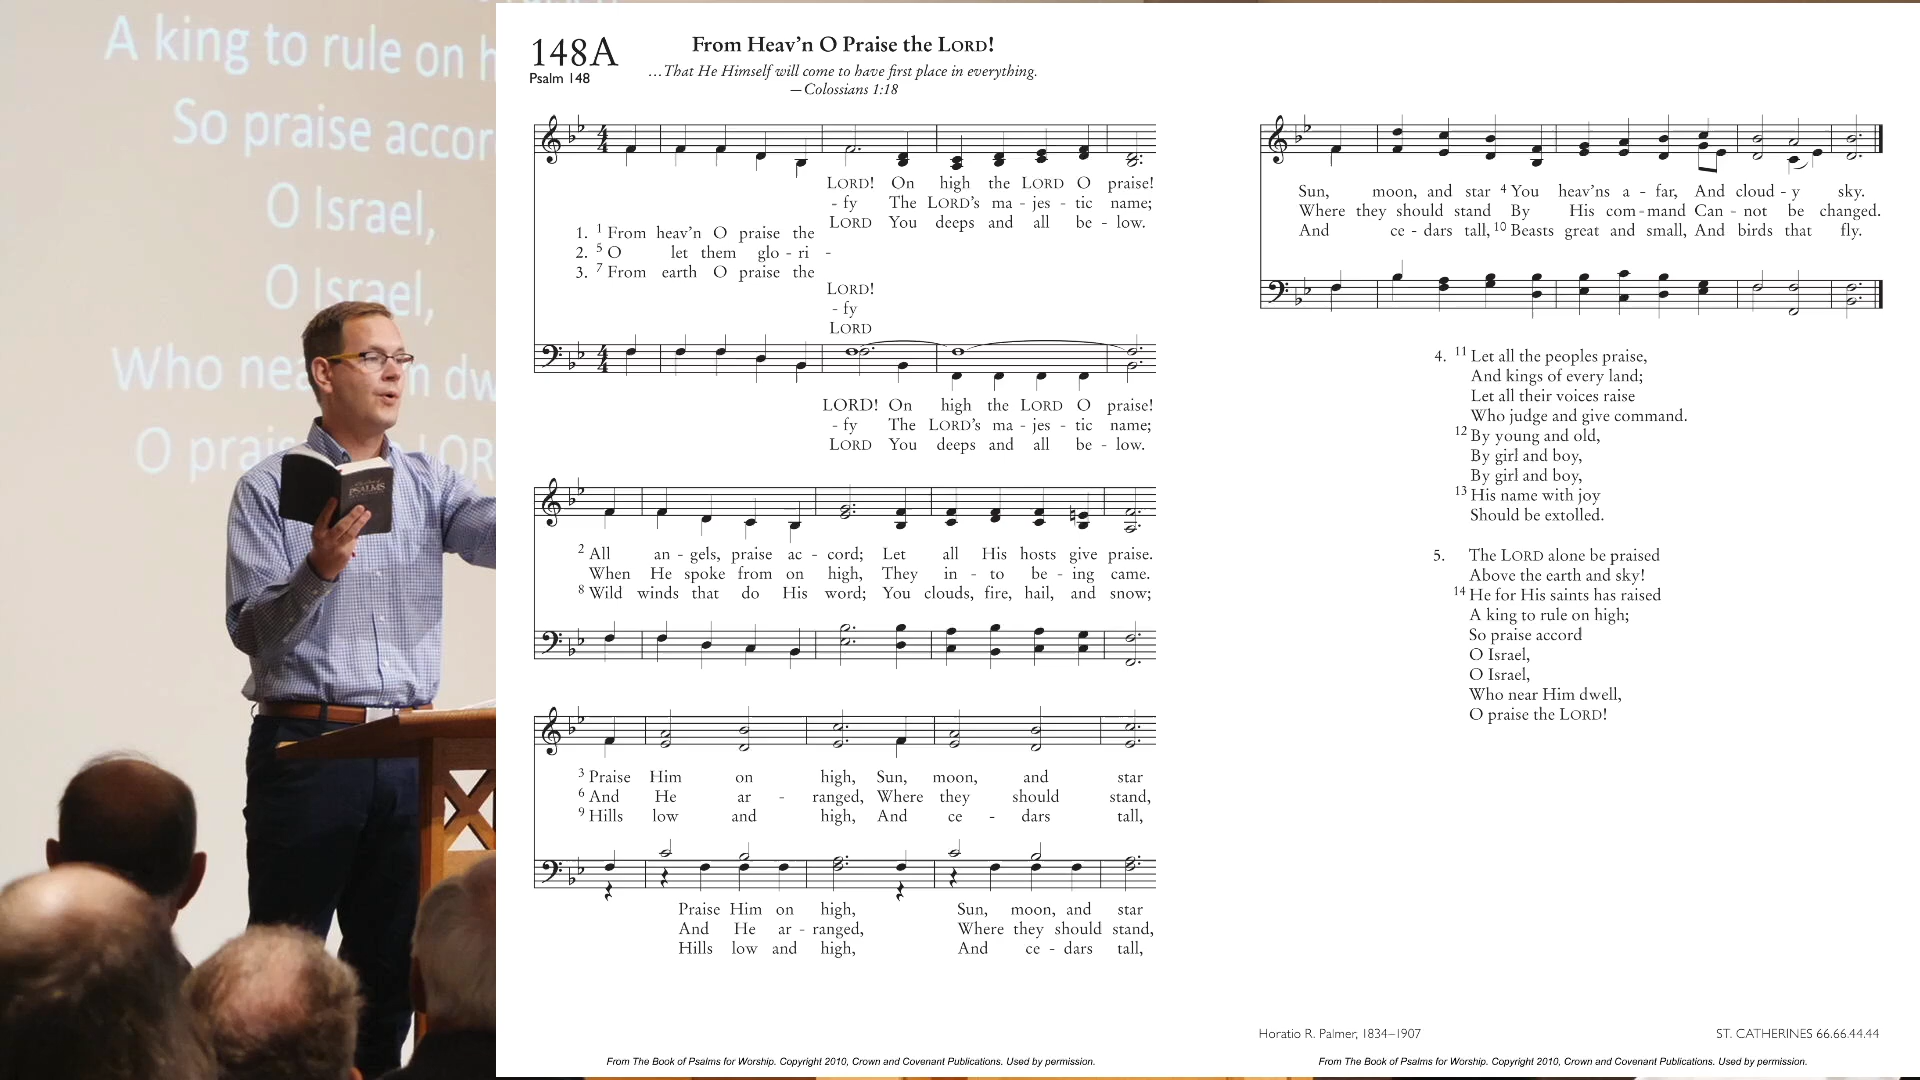 A king to rule on h
So praise accor
O Israel,
O Israel,
O prai
PSALMS
148A
Psalm 148
From Heav'n O Praise the LORD!
…That He Himself will come to have first place in everything.
—Colossians 1:18
LORD! On high the LORD O praise!
- fy The LORD's ma - jes - tic name;
LORD You deeps and all be - low.
1. 1 From heav'n O praise the
2. 5 O let them glo - ri -
3. 7 From earth O praise the
LORD!
- fy
LORD
LORD! On high the LORD O praise!
- fy The LORD's ma - jes - tic name;
LORD You deeps and all be - low.
2 All an - gels, praise ac - cord; Let all His hosts give praise.
When He spoke from on high, They in - to be - ing came.
8 Wild winds that do His word; You clouds, fire, hail, and snow;
3 Praise Him on high, Sun, moon, and star
6 And He ar - ranged, Where they should stand,
9 Hills low and high, And ce - dars tall,
Praise Him on high, Sun, moon, and star
And He ar - ranged, Where they should stand,
Hills low and high, And ce - dars tall,
From The Book of Psalms for Worship. Copyright 2010, Crown and Covenant Publications. Used by permission.
Sun, moon, and star 4 You heav'ns a - far, And cloud - y sky.
Where they should stand By His com - mand Can - not be changed.
And ce - dars tall, 10 Beasts great and small, And birds that fly.
4. 11 Let all the peoples praise,
And kings of every land;
Let all their voices raise
Who judge and give command.
12 By young and old,
By girl and boy,
By girl and boy,
13 His name with joy
Should be extolled.
5. The LORD alone be praised
Above the earth and sky!
14 He for His saints has raised
A king to rule on high;
So praise accord
O Israel,
O Israel,
Who near Him dwell,
O praise the LORD!
Horatio R. Palmer, 1834–1907
ST. CATHERINES 66.66.44.44
From The Book of Psalms for Worship. Copyright 2010, Crown and Covenant Publications. Used by permission.